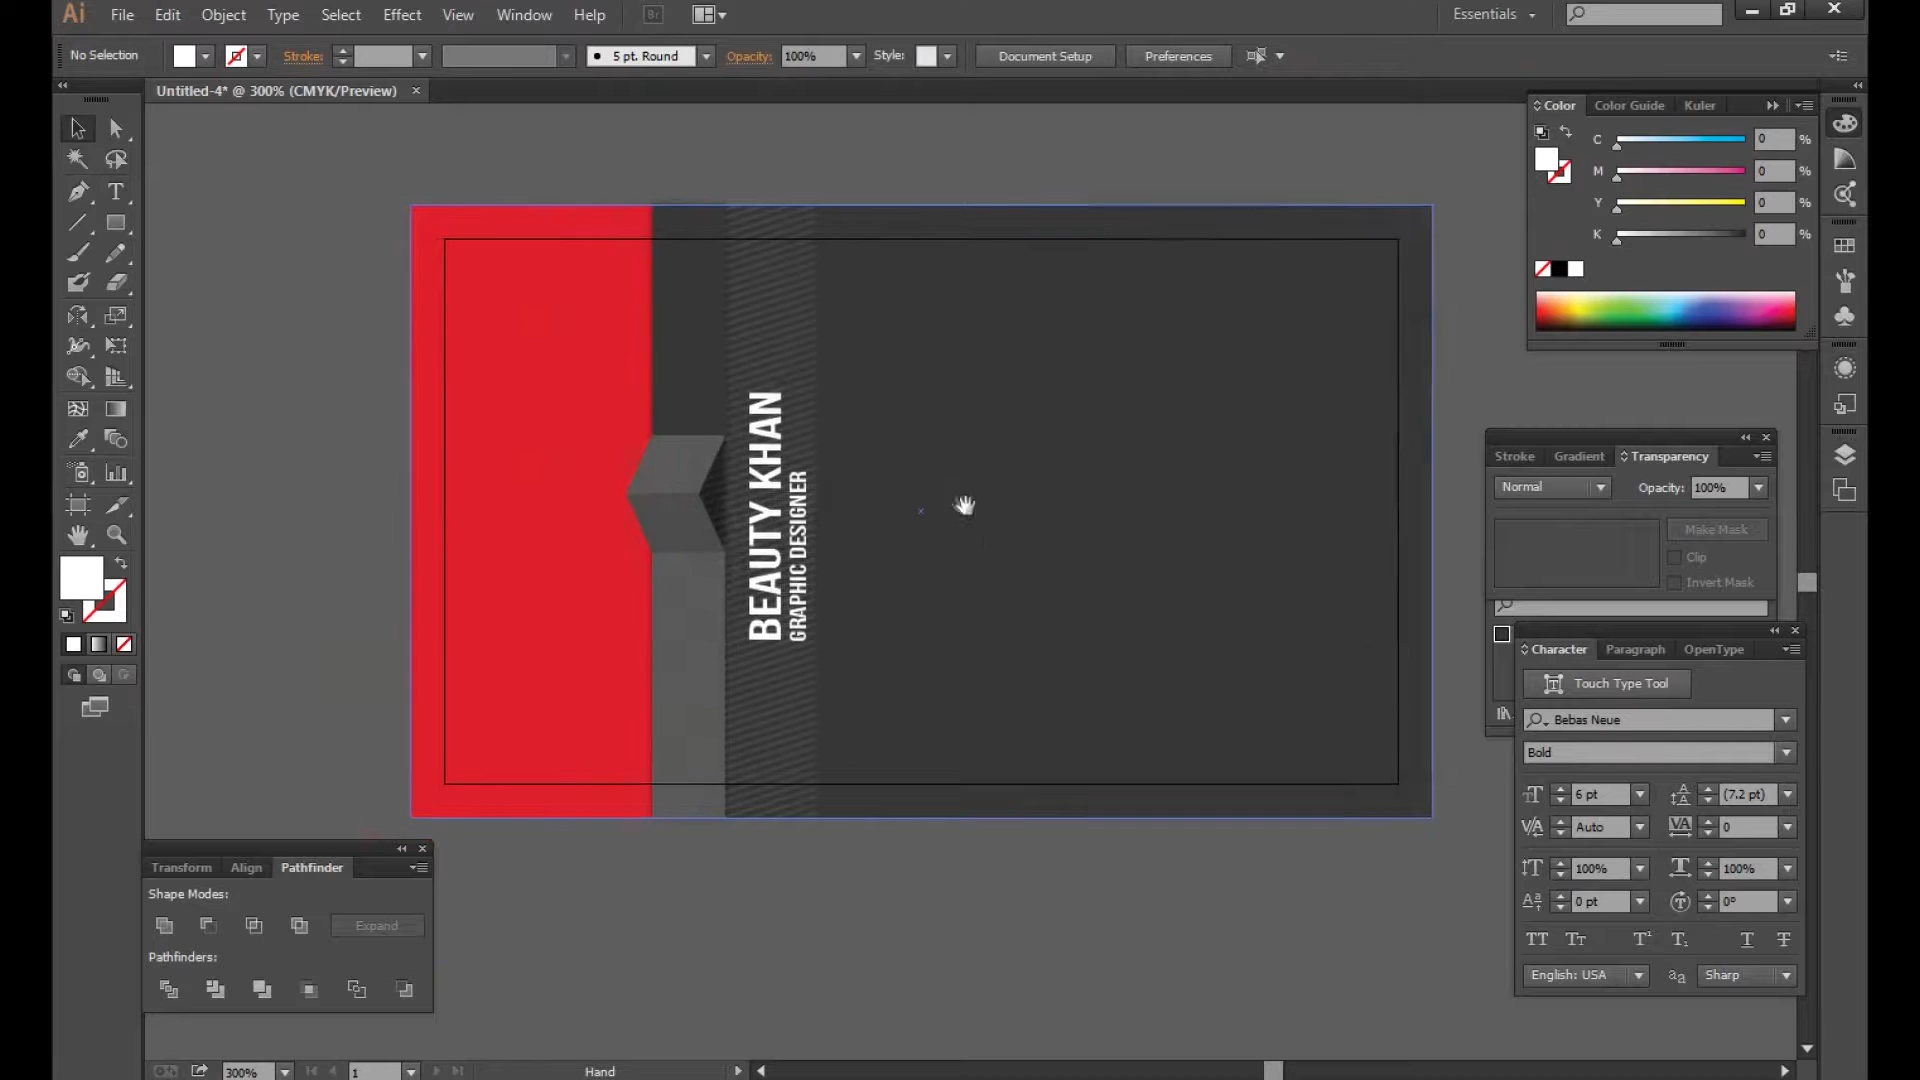 Ai File Edit Object Type Select Effect View Window Help Br Essentials
No Selection Stroke: 5 pt. Round Opacity: 100% Style: Document Setup Preferences
Untitled-4* @ 300% (CMYK/Preview)
Color Color Guide Kuler
C 0 %
M 0 %
Y 0 %
K 0 %
BEAUTY KHAN
GRAPHIC DESIGNER
Stroke Gradient Transparency
Normal Opacity: 100%
Make Mask
Clip
Invert Mask
Character Paragraph OpenType
Touch Type Tool
Bebas Neue
Bold
6 pt (7.2 pt)
Auto 0
100% 100%
0 pt 0°
English: USA Sharp
Transform Align Pathfinder
Shape Modes:
Expand
Pathfinders:
300% 1 Hand